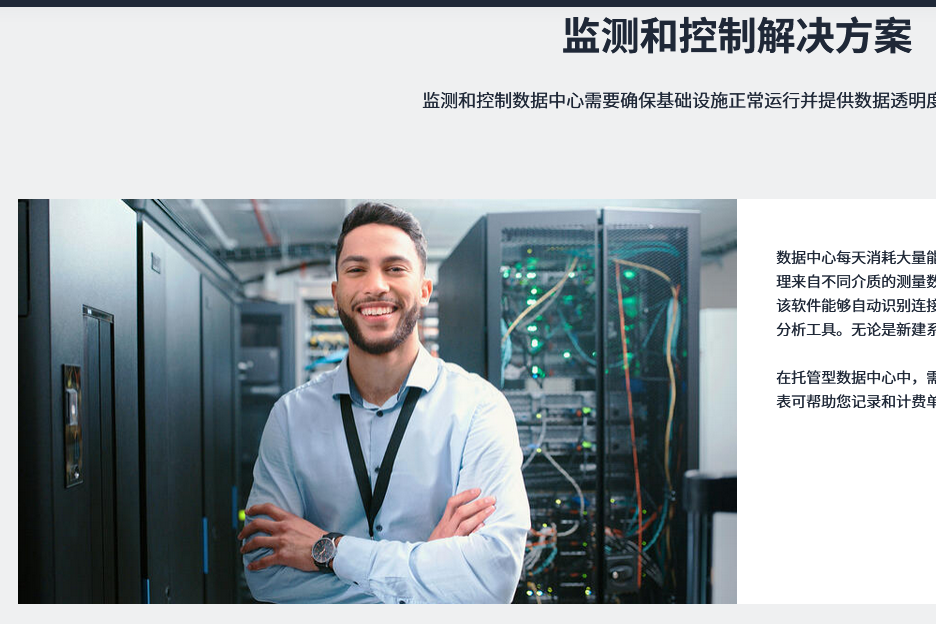 监测和控制解决方案
监测和控制数据中心需要确保基础设施正常运行并提供数据透明度
数据中心每天消耗大量能
理来自不同介质的测量数
该软件能够自动识别连接
分析工具。无论是新建系
在托管型数据中心中，需
表可帮助您记录和计费单